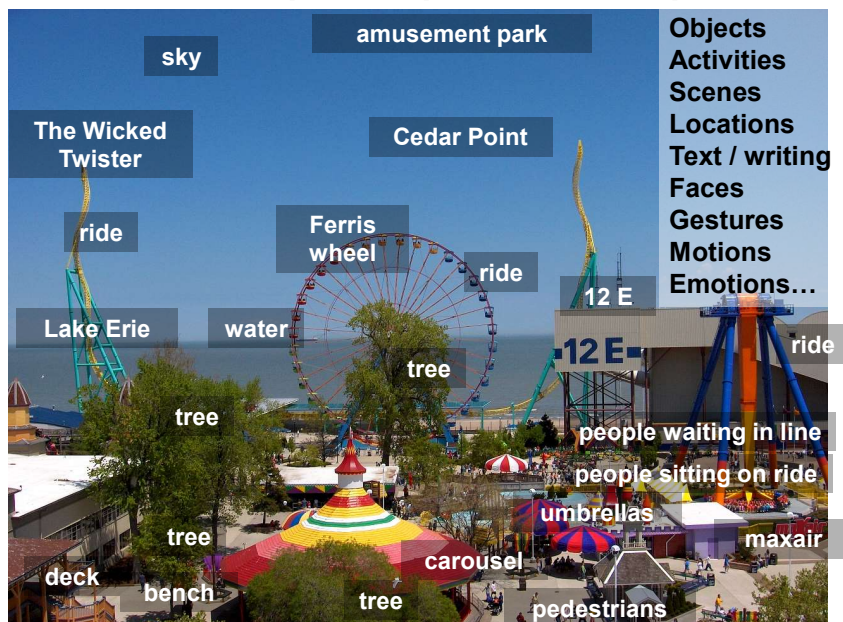 amusement park
sky
Objects
Activities
Scenes
Locations
Text / writing
Faces
Gestures
Motions
Emotions…
The Wicked
Twister
Cedar Point
ride
Ferris
wheel
ride
12 E
Lake Erie
water
12 E
ride
tree
tree
people waiting in line
people sitting on ride
umbrellas
tree
carousel
maxair
deck
bench
tree
pedestrians